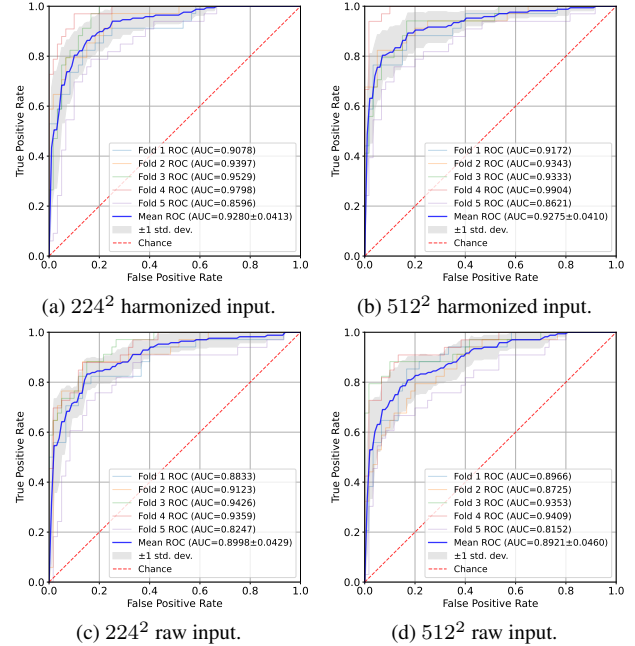 1.0
0.8
0.6
0.4
0.2
0.0
True Positive Rate
Fold 1 ROC (AUC=0.9078)
Fold 2 ROC (AUC=0.9397)
Fold 3 ROC (AUC=0.9529)
Fold 4 ROC (AUC=0.9798)
Fold 5 ROC (AUC=0.8596)
Mean ROC (AUC=0.9280±0.0413)
±1 std. dev.
Chance
0.0 0.2 0.4 0.6 0.8 1.0
False Positive Rate
(a) 224² harmonized input.
1.0
0.8
0.6
0.4
0.2
0.0
True Positive Rate
Fold 1 ROC (AUC=0.9172)
Fold 2 ROC (AUC=0.9343)
Fold 3 ROC (AUC=0.9333)
Fold 4 ROC (AUC=0.9904)
Fold 5 ROC (AUC=0.8621)
Mean ROC (AUC=0.9275±0.0410)
±1 std. dev.
Chance
0.0 0.2 0.4 0.6 0.8 1.0
False Positive Rate
(b) 512² harmonized input.
1.0
0.8
0.6
0.4
0.2
0.0
True Positive Rate
Fold 1 ROC (AUC=0.8833)
Fold 2 ROC (AUC=0.9123)
Fold 3 ROC (AUC=0.9426)
Fold 4 ROC (AUC=0.9359)
Fold 5 ROC (AUC=0.8247)
Mean ROC (AUC=0.8998±0.0429)
±1 std. dev.
Chance
0.0 0.2 0.4 0.6 0.8 1.0
False Positive Rate
(c) 224² raw input.
1.0
0.8
0.6
0.4
0.2
0.0
True Positive Rate
Fold 1 ROC (AUC=0.8966)
Fold 2 ROC (AUC=0.8725)
Fold 3 ROC (AUC=0.9353)
Fold 4 ROC (AUC=0.9409)
Fold 5 ROC (AUC=0.8152)
Mean ROC (AUC=0.8921±0.0460)
±1 std. dev.
Chance
0.0 0.2 0.4 0.6 0.8 1.0
False Positive Rate
(d) 512² raw input.